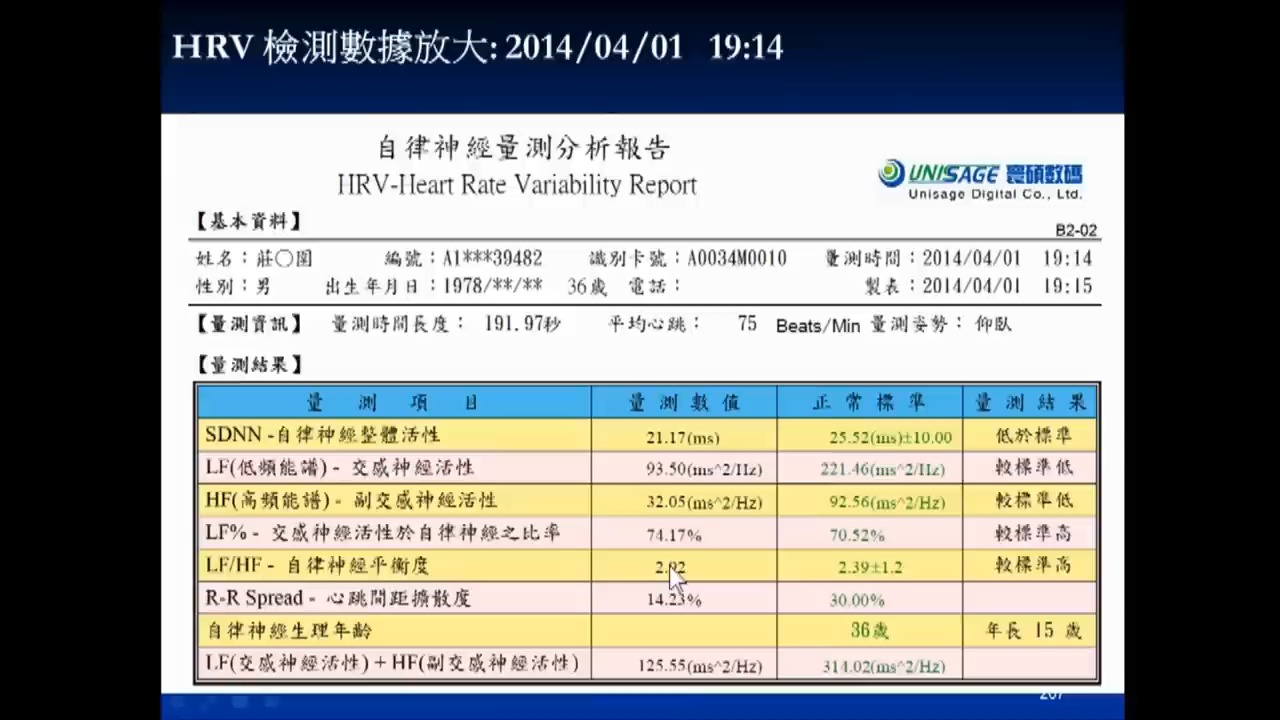 HRV 檢測數據放大: 2014/04/01 19:14
自律神經量測分析報告
HRV-Heart Rate Variability Report
UNISAGE 寰碩數碼
Unisage Digital Co., Ltd.
【基本資料】 B2-02
姓名：莊○圍 編號：A1***39482 識別卡號：A0034M0010 量測時間：2014/04/01 19:14
性別：男 出生年月日：1978/**/** 36歲 電話： 製表：2014/04/01 19:15
【量測資訊】 量測時間長度： 191.97秒 平均心跳： 75 Beats/Min 量測姿勢： 仰臥
【量測結果】
量測項目 量測數值 正常標準 量測結果
SDNN -自律神經整體活性 21.17(ms) 25.52(ms)±10.00 低於標準
LF(低頻能譜) - 交感神經活性 93.50(ms^2/Hz) 221.46(ms^2/Hz) 較標準低
HF(高頻能譜) - 副交感神經活性 32.05(ms^2/Hz) 92.56(ms^2/Hz) 較標準低
LF% - 交感神經活性於自律神經之比率 74.17% 70.52% 較標準高
LF/HF - 自律神經平衡度 2.92 2.39±1.2 較標準高
R-R Spread - 心跳間距擴散度 14.23% 30.00%
自律神經生理年齡 36歲 年長 15 歲
LF(交感神經活性)+HF(副交感神經活性) 125.55(ms^2/Hz) 314.02(ms^2/Hz)
207